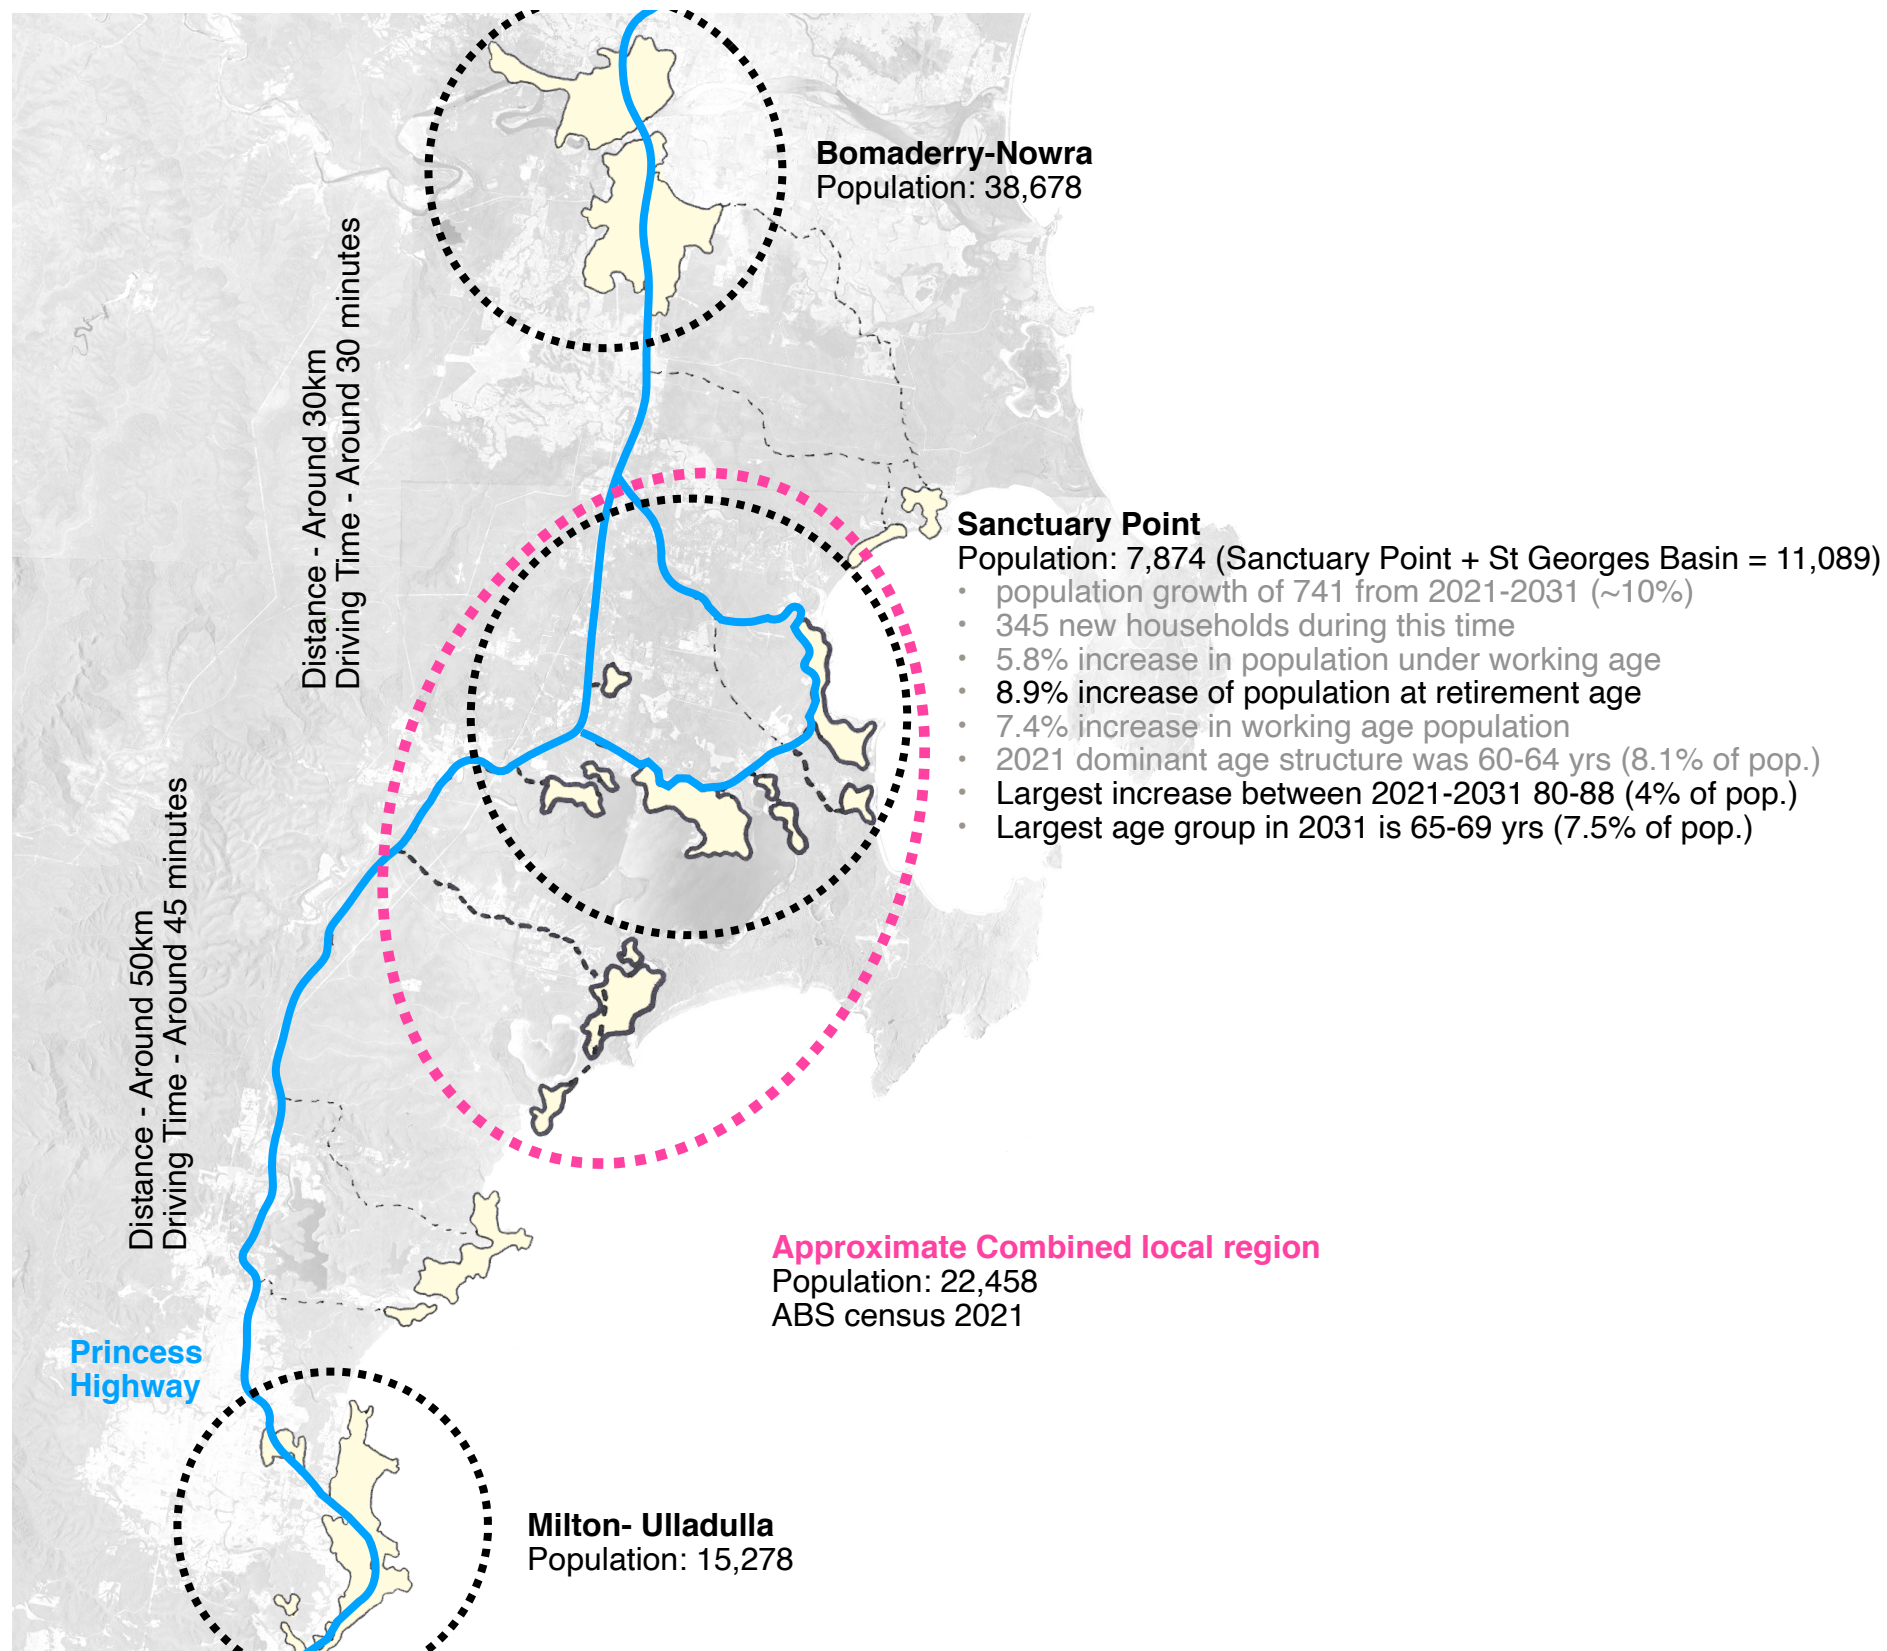 Bomaderry-Nowra
Population: 38,678
Distance - Around 30km
Driving Time - Around 30 minutes
Sanctuary Point
Population: 7,874 (Sanctuary Point + St Georges Basin = 11,089)
• population growth of 741 from 2021-2031 (~10%)
• 345 new households during this time
• 5.8% increase in population under working age
• 8.9% increase of population at retirement age
• 7.4% increase in working age population
• 2021 dominant age structure was 60-64 yrs (8.1% of pop.)
• Largest increase between 2021-2031 80-88 (4% of pop.)
• Largest age group in 2031 is 65-69 yrs (7.5% of pop.)
Distance - Around 50km
Driving Time - Around 45 minutes
Approximate Combined local region
Population: 22,458
ABS census 2021
Princess
Highway
Milton- Ulladulla
Population: 15,278